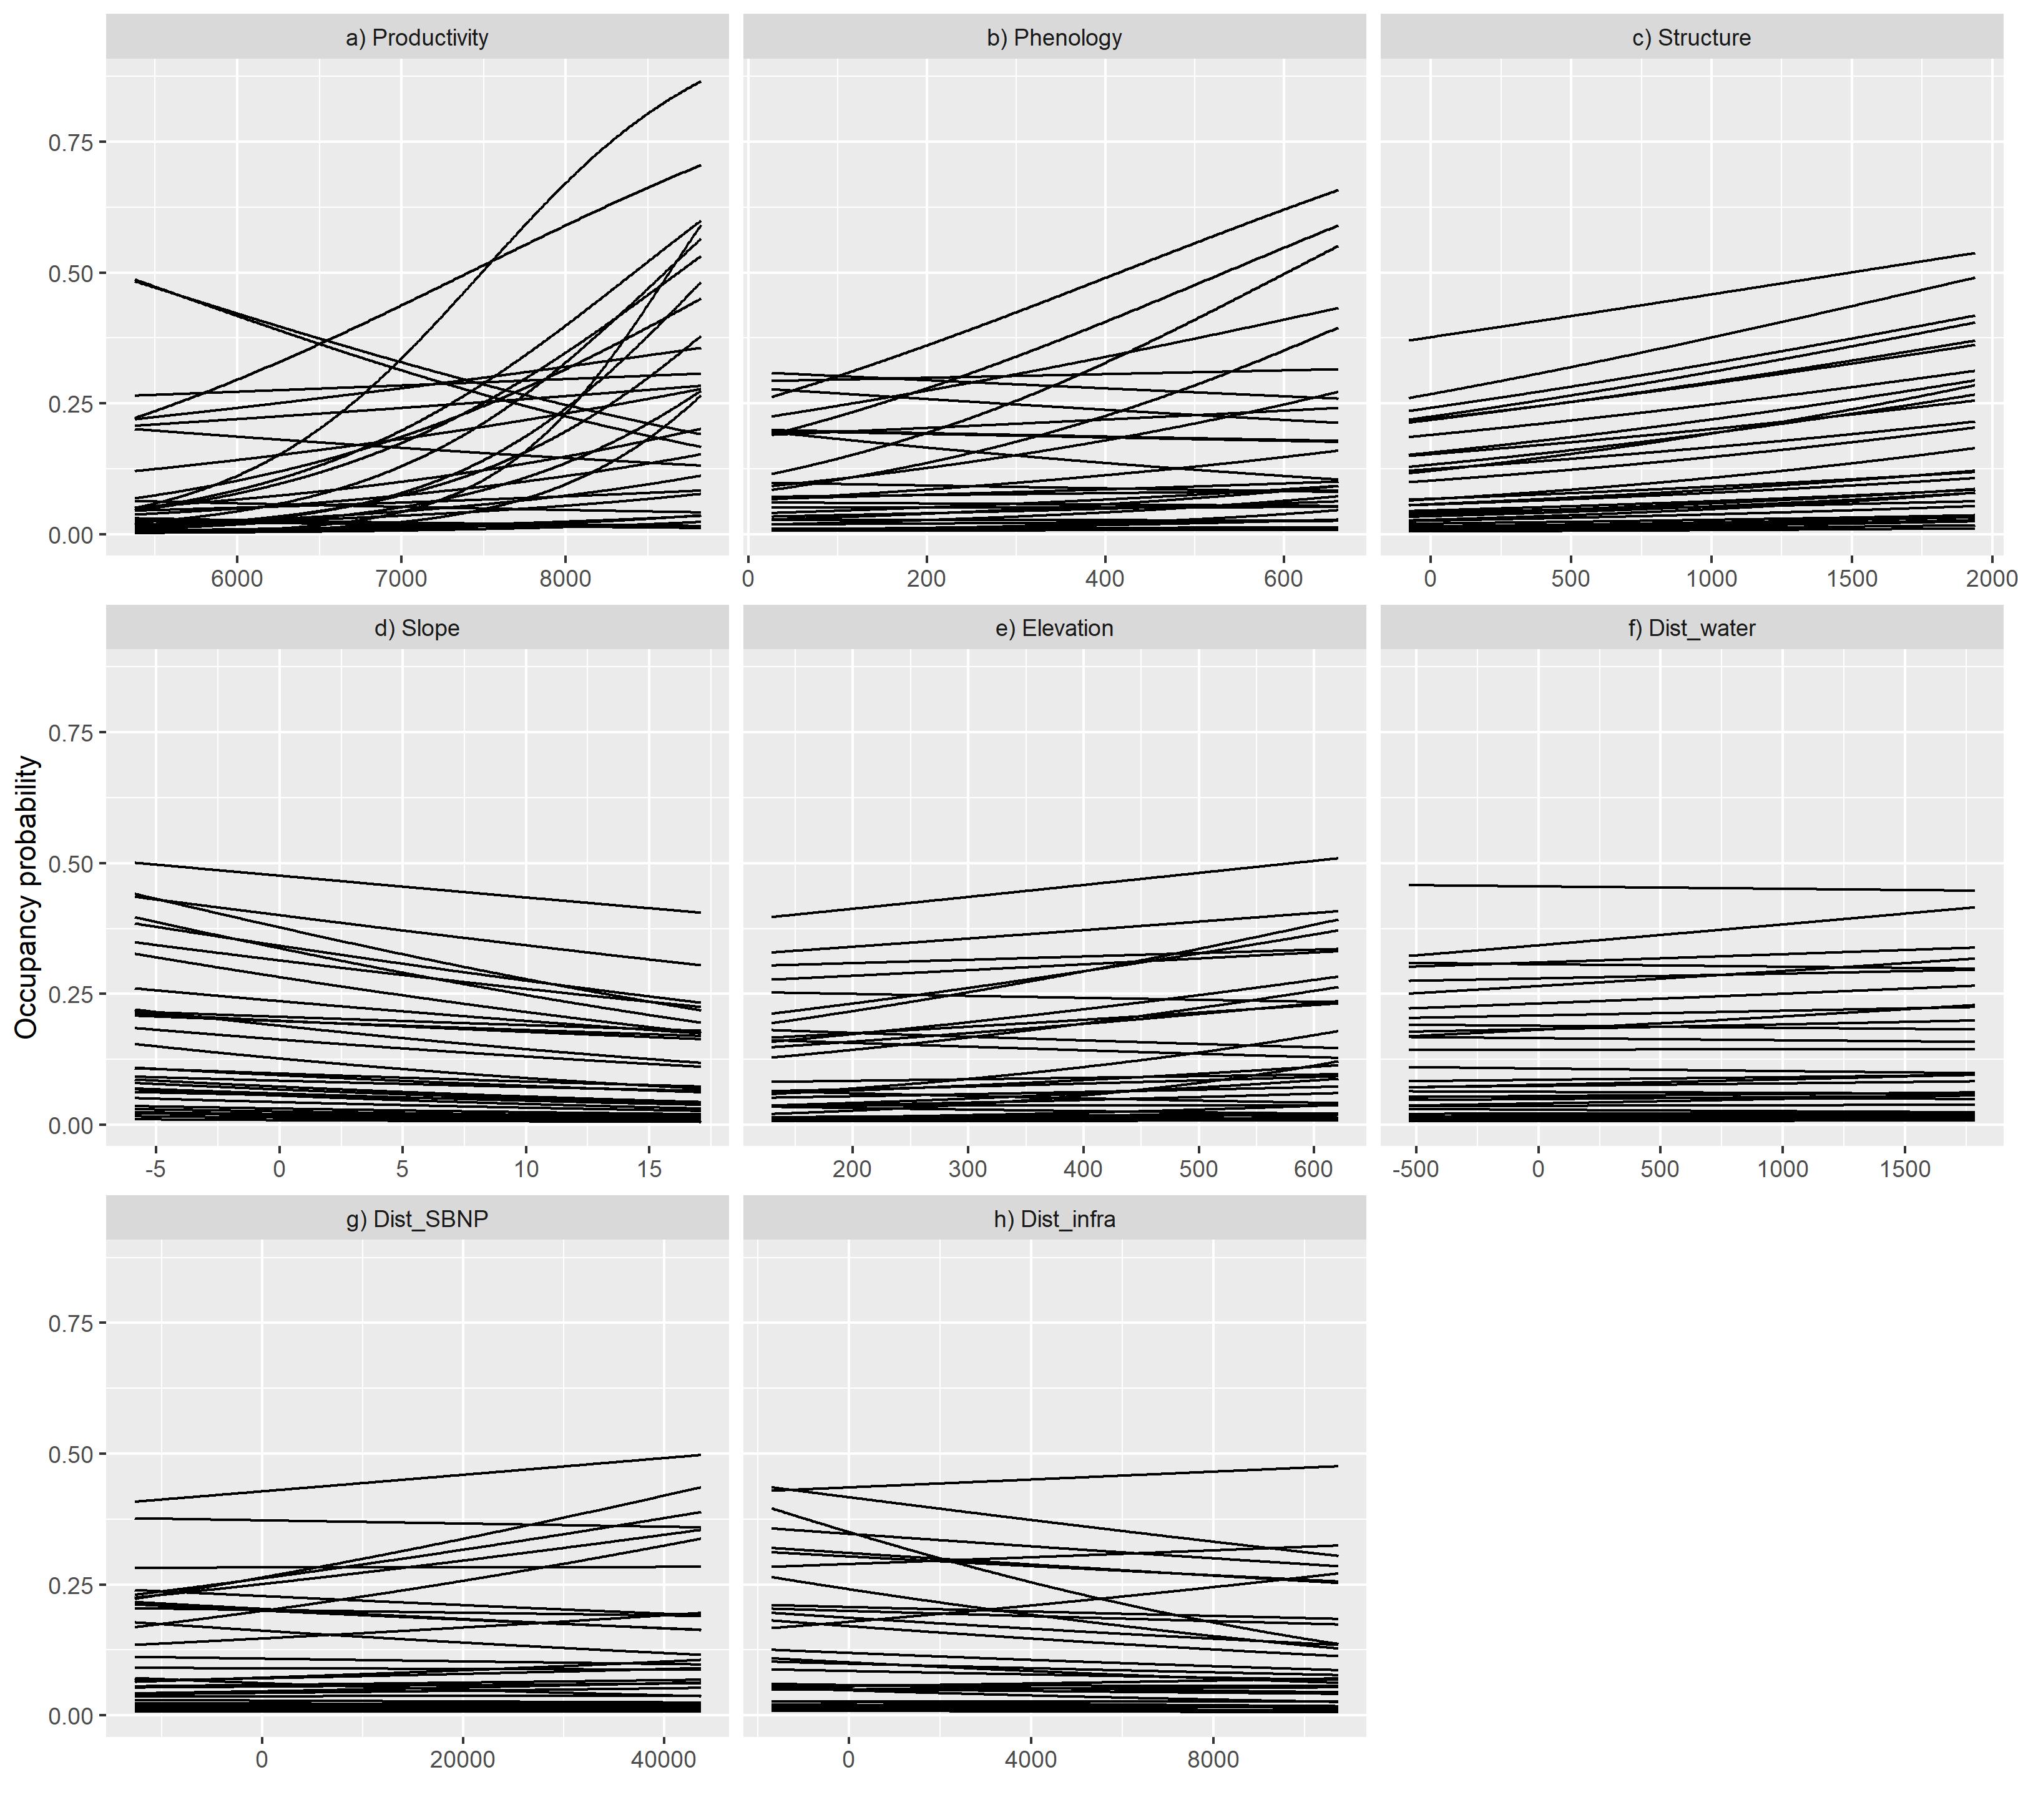 a) Productivity
b) Phenology
c) Structure
0.75
0.50
0.25
0.00
6000 7000 8000
0 200 400 600
0 500 1000 1500 2000
d) Slope
e) Elevation
f) Dist_water
Occupancy probability
0.75
0.50
0.25
0.00
-5 0 5 10 15
200 300 400 500 600
-500 0 500 1000 1500
g) Dist_SBNP
h) Dist_infra
0.75
0.50
0.25
0.00
0 20000 40000
0 4000 8000